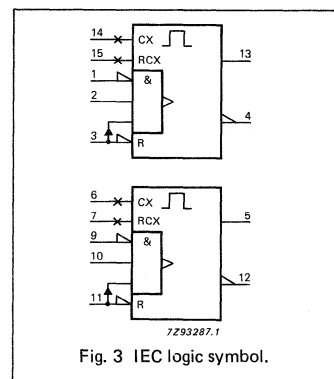 14 CX 13
15 RCX
1 &
2 4
3 R
6 CX 5
7 RCX
9 &
10 12
11 R
7Z93287.1
Fig. 3 IEC logic symbol.